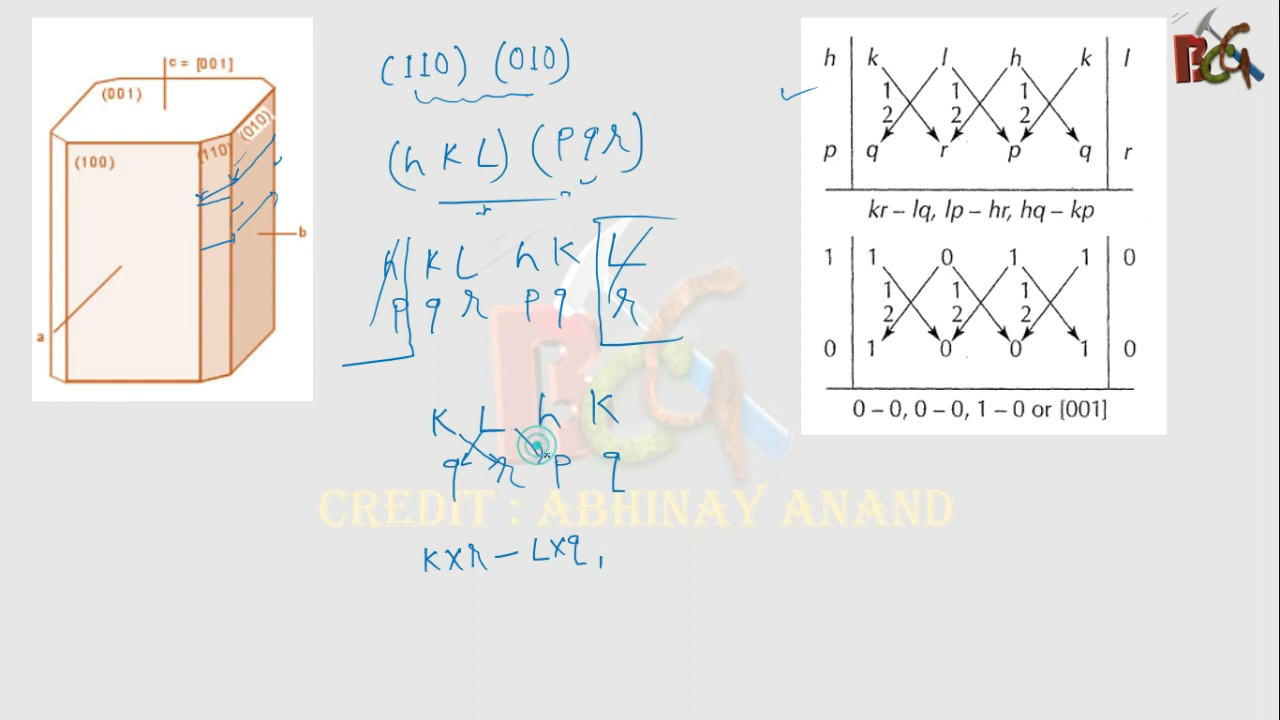 c = [001]
(001)
(010)
(110)
(100)
b
a
(110) (010)
(h K L) (p q r)
h K L h K L
p q r p q r
K L h K
q r p q
K×r – L×q ,
CREDIT : ABHINAY ANAND
h k l h k l
1 1 1
2 2 2
p q r p q r
kr – lq, lp – hr, hq – kp
1 1 0 1 1 0
1 1 1
2 2 2
0 1 0 0 1 0
0 – 0, 0 – 0, 1 – 0 or [001]
BCG
BCG